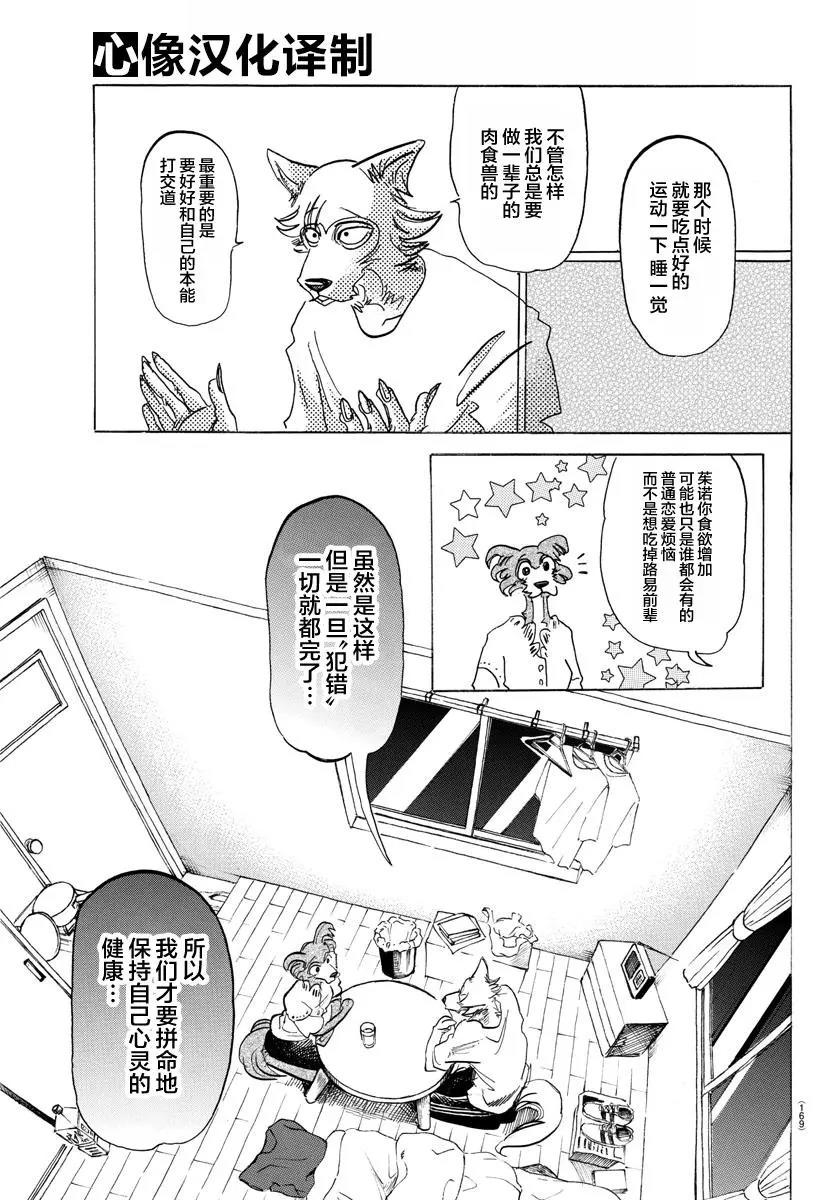 心像汉化译制
那个时候
就要吃点好的
运动一下 睡一觉
不管怎样
我们总是要
做一辈子的
肉食兽的
最重要的是
要好好和自己的本能
打交道
茱诺你食欲增加
可能也只是谁都会有的
普通恋爱烦恼
而不是想吃掉路易前辈
虽然是这样
但是一旦“犯错”
一切就都完了…
所以
我们才要拼命地
保持自己心灵的
健康…
(169)